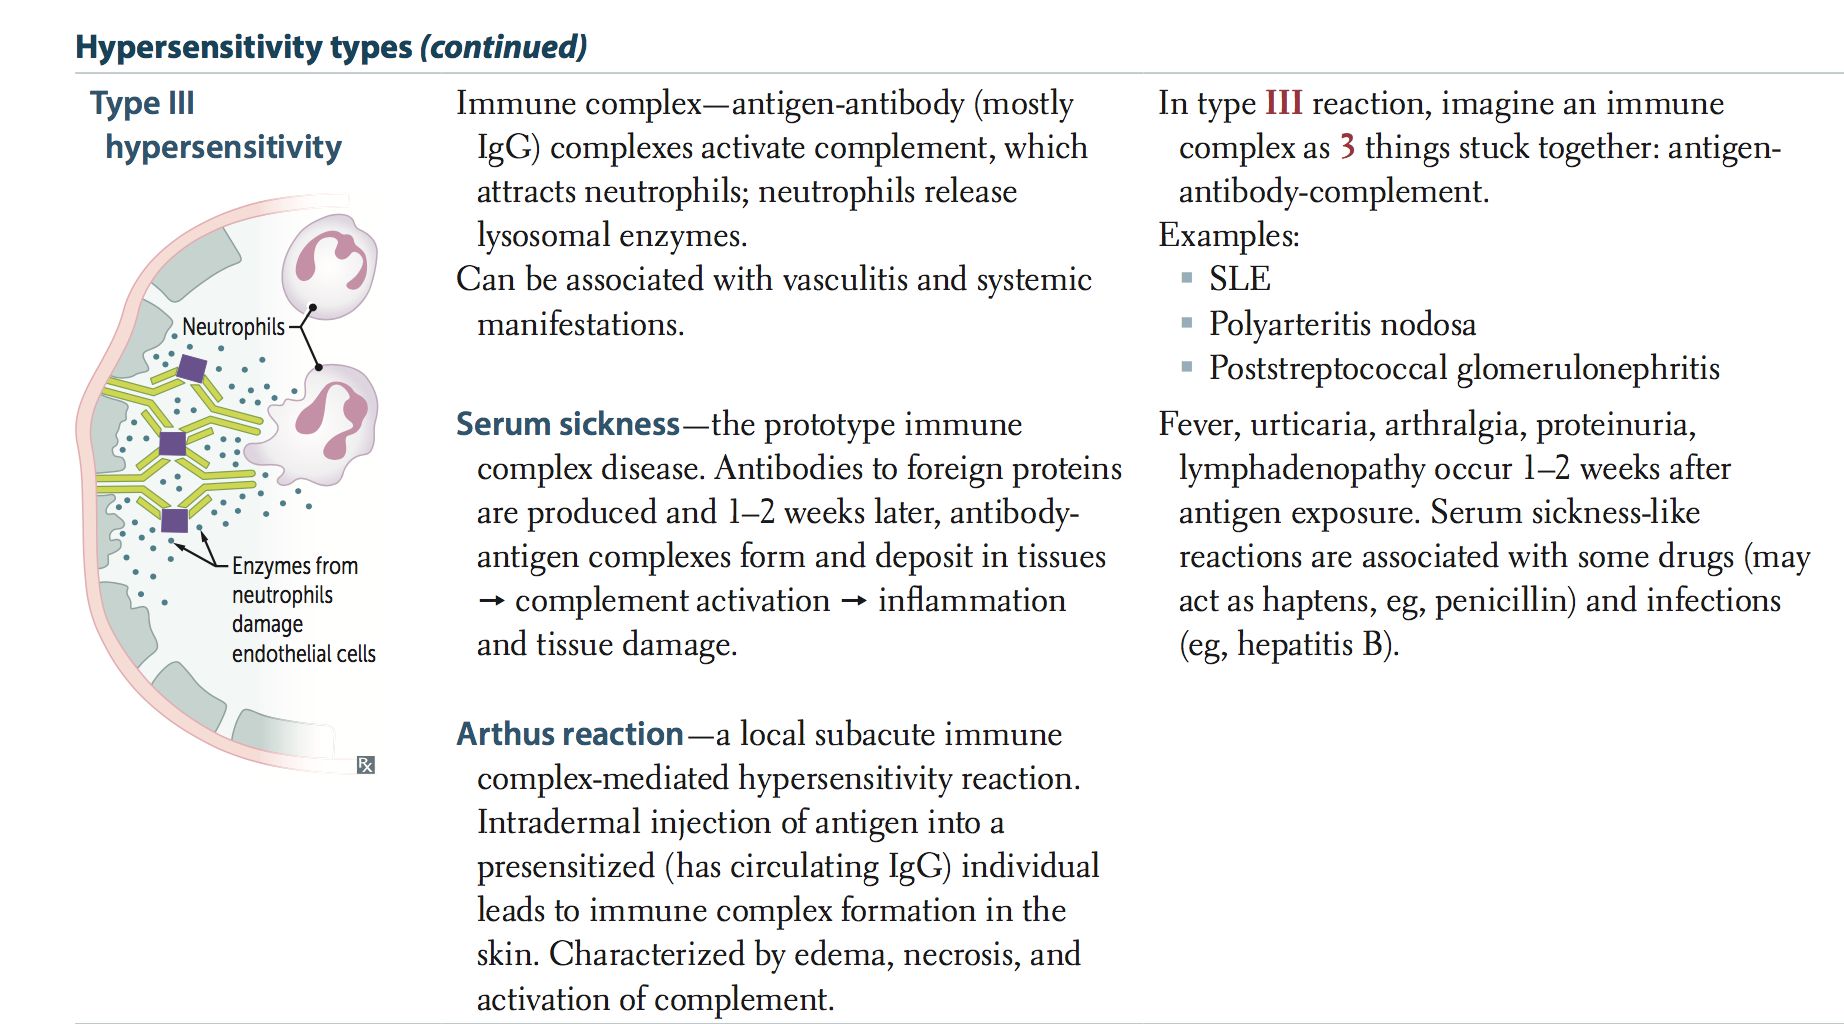 Hypersensitivity types (continued)
Type III
hypersensitivity
Neutrophils
Enzymes from
neutrophils
damage
endothelial cells
Rx
Immune complex—antigen-antibody (mostly
IgG) complexes activate complement, which
attracts neutrophils; neutrophils release
lysosomal enzymes.
Can be associated with vasculitis and systemic
manifestations.
In type III reaction, imagine an immune
complex as 3 things stuck together: antigen-
antibody-complement.
Examples:
▪ SLE
▪ Polyarteritis nodosa
▪ Poststreptococcal glomerulonephritis
Serum sickness—the prototype immune
complex disease. Antibodies to foreign proteins
are produced and 1–2 weeks later, antibody-
antigen complexes form and deposit in tissues
→ complement activation → inflammation
and tissue damage.
Fever, urticaria, arthralgia, proteinuria,
lymphadenopathy occur 1–2 weeks after
antigen exposure. Serum sickness-like
reactions are associated with some drugs (may
act as haptens, eg, penicillin) and infections
(eg, hepatitis B).
Arthus reaction—a local subacute immune
complex-mediated hypersensitivity reaction.
Intradermal injection of antigen into a
presensitized (has circulating IgG) individual
leads to immune complex formation in the
skin. Characterized by edema, necrosis, and
activation of complement.